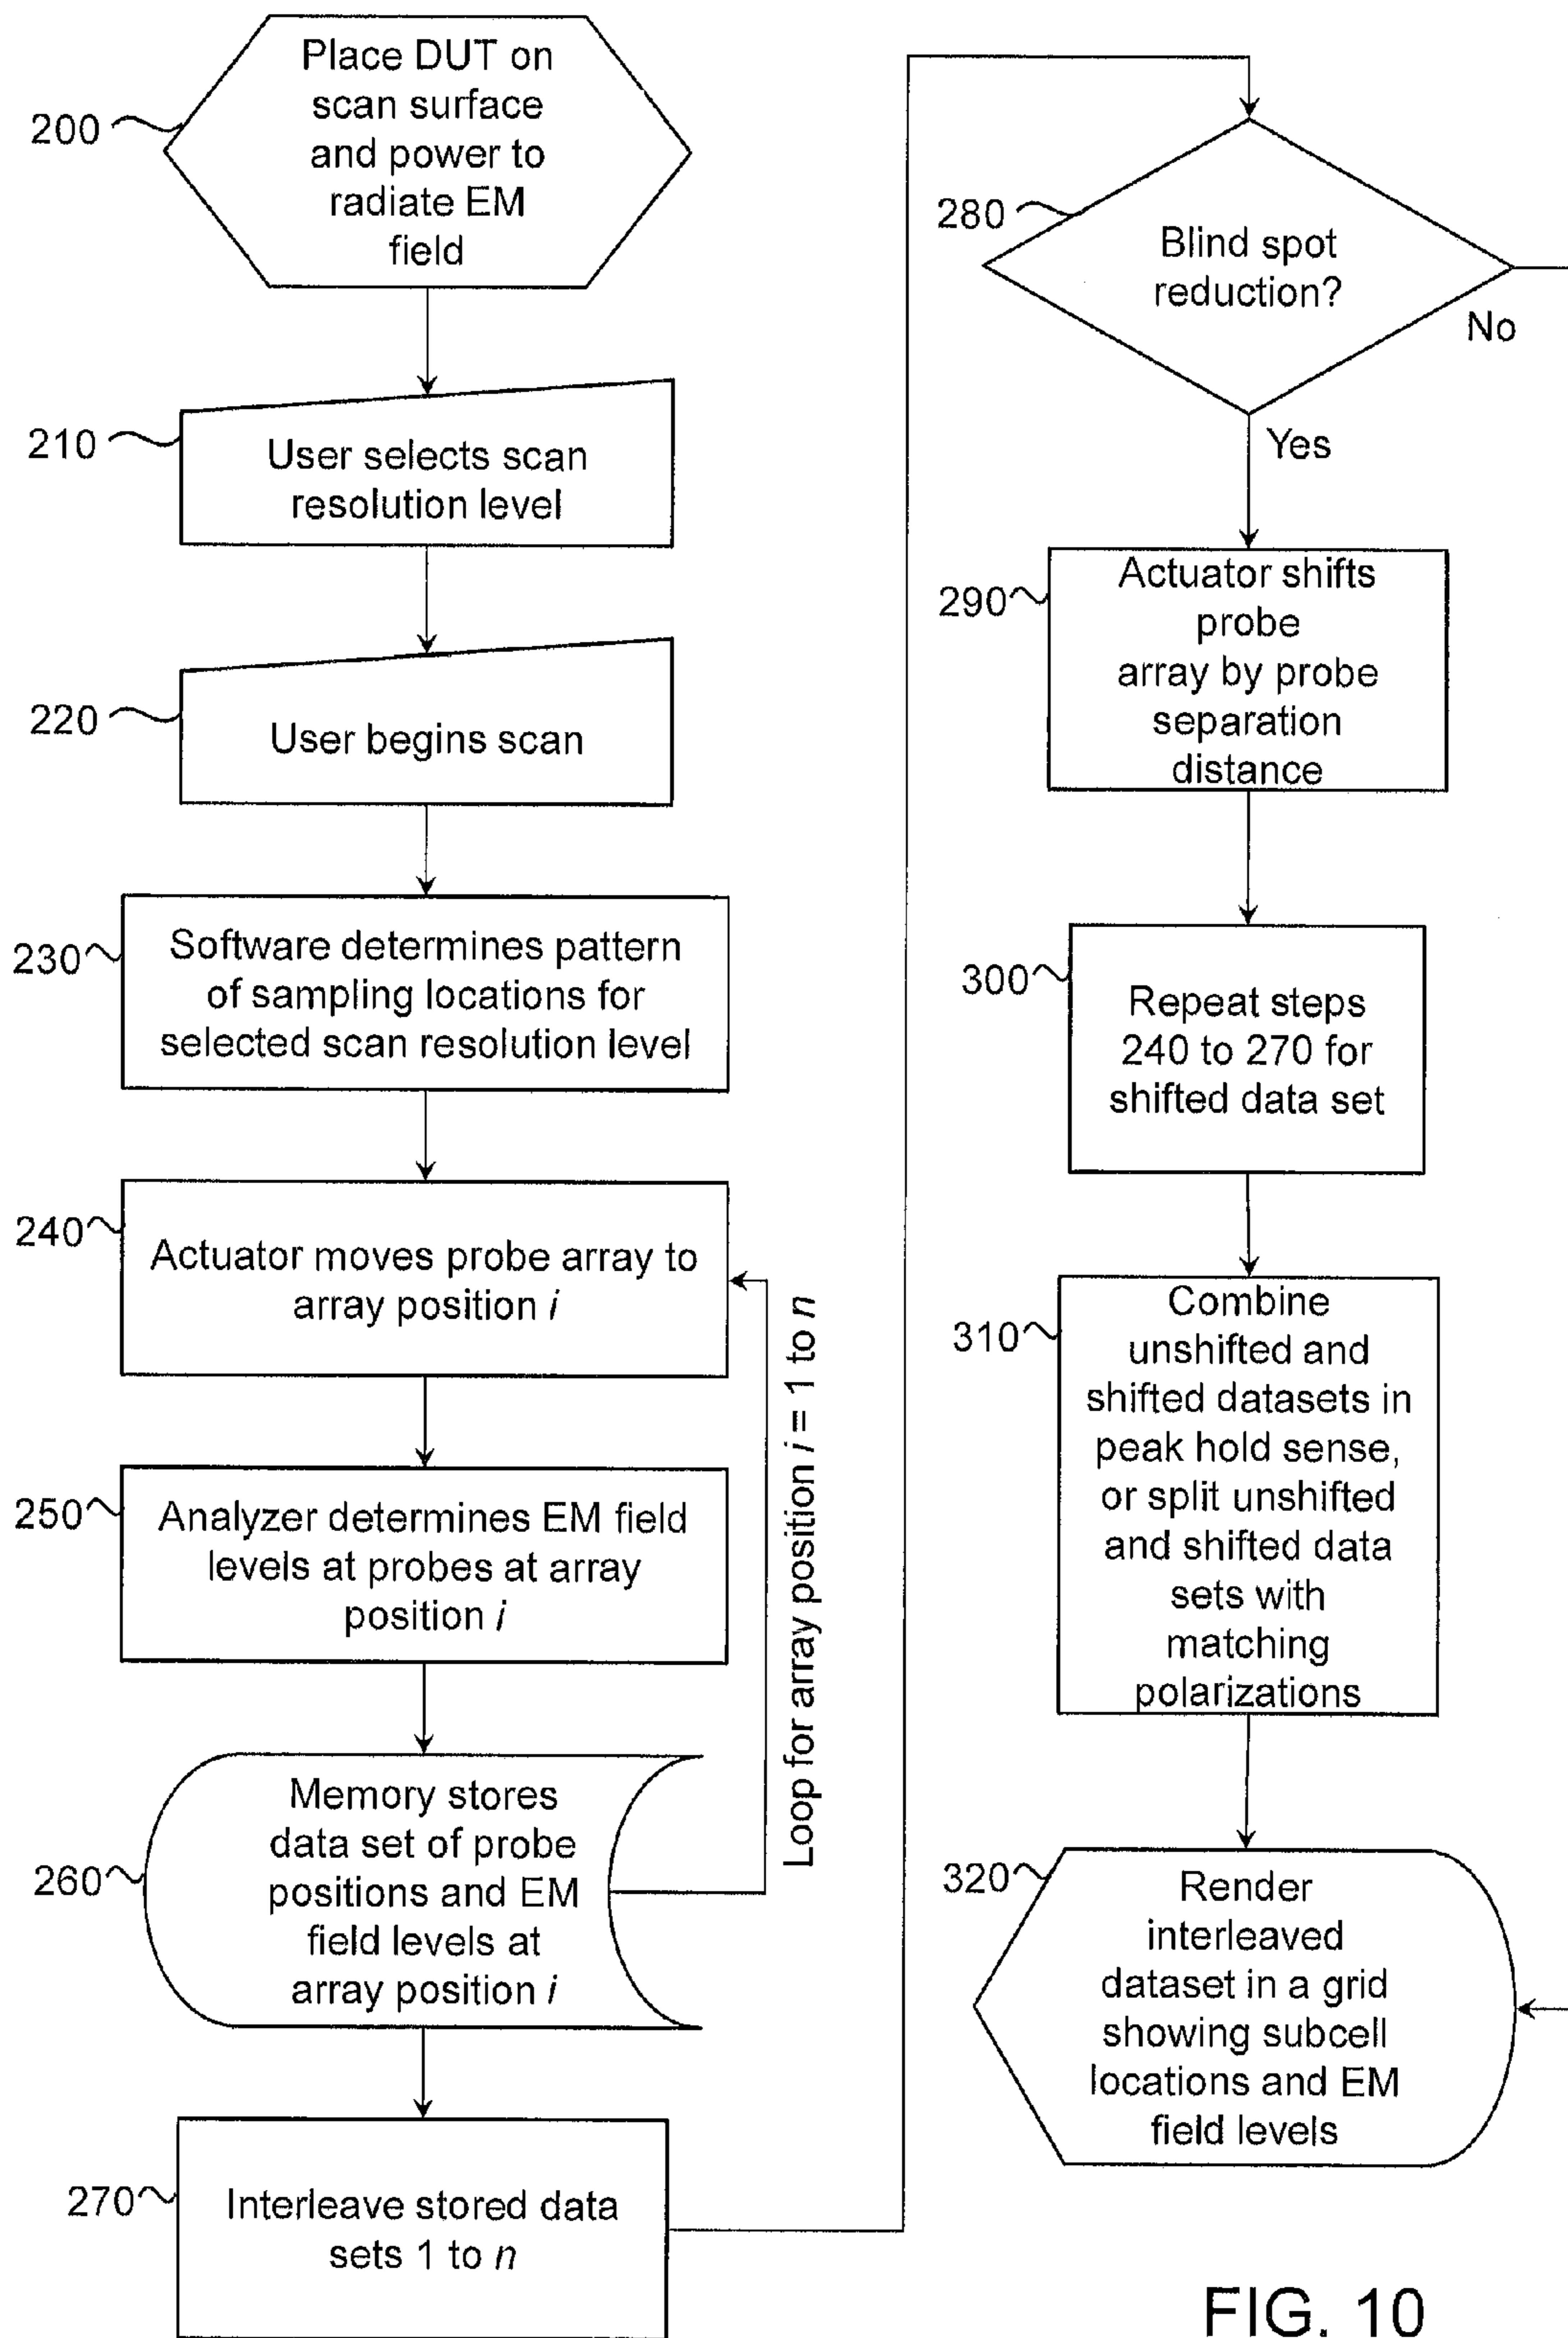 200
Place DUT on
scan surface
and power to
radiate EM
field
210
User selects scan
resolution level
220
User begins scan
230
Software determines pattern
of sampling locations for
selected scan resolution level
240
Actuator moves probe array to
array position i
250
Analyzer determines EM field
levels at probes at array
position i
260
Memory stores
data set of probe
positions and EM
field levels at
array position i
Loop for array position i = 1 to n
270
Interleave stored data
sets 1 to n
280
Blind spot
reduction?
No
Yes
290
Actuator shifts
probe
array by probe
separation
distance
300
Repeat steps
240 to 270 for
shifted data set
310
Combine
unshifted and
shifted datasets in
peak hold sense,
or split unshifted
and shifted data
sets with
matching
polarizations
320
Render
interleaved
dataset in a grid
showing subcell
locations and EM
field levels
FIG. 10